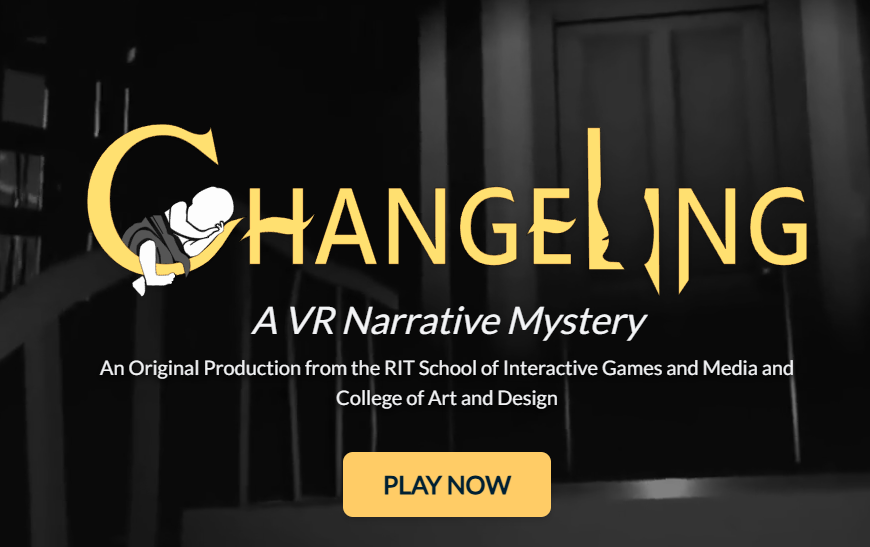 CHANGELING
A VR Narrative Mystery
An Original Production from the RIT School of Interactive Games and Media and
College of Art and Design
PLAY NOW